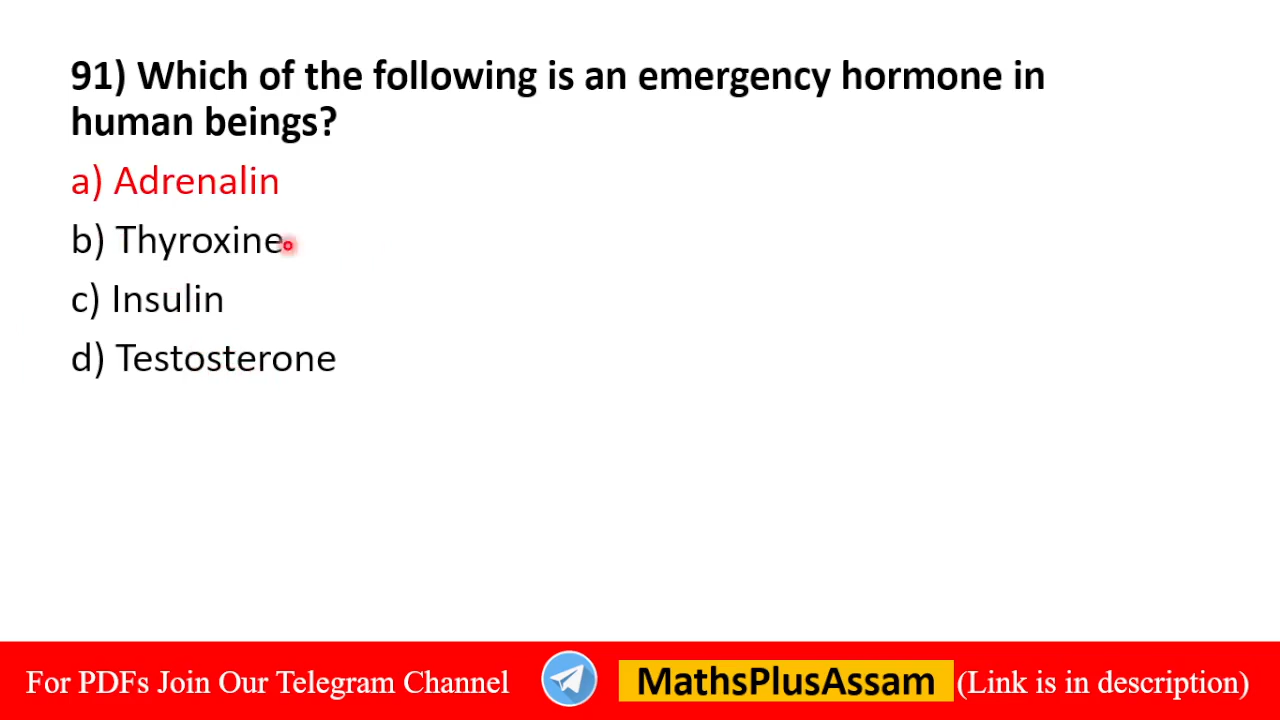 91) Which of the following is an emergency hormone in
human beings?
a) Adrenalin
b) Thyroxine
c) Insulin
d) Testosterone
For PDFs Join Our Telegram Channel MathsPlusAssam (Link is in description)